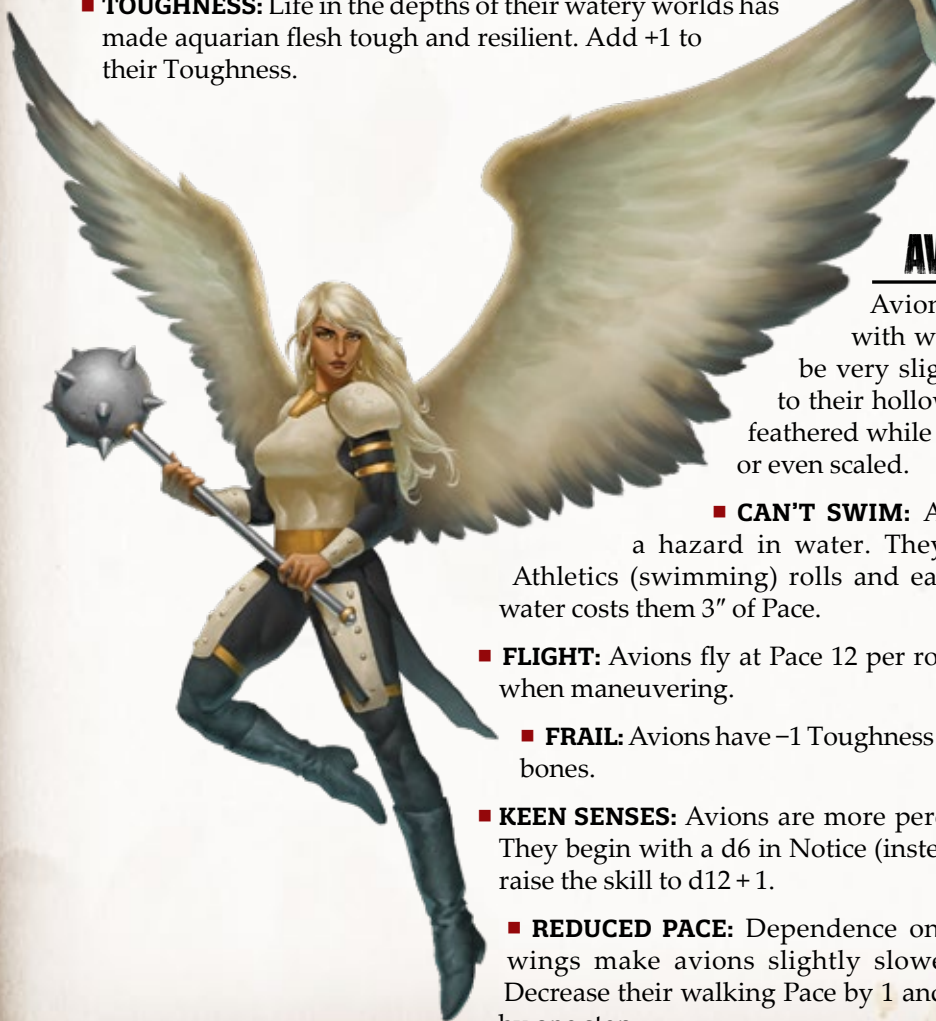 ■ TOUGHNESS: Life in the depths of their watery worlds has
made aquarian flesh tough and resilient. Add +1 to
their Toughness.
Avion
with w
be very slig
to their hollow
feathered while
or even scaled.
■ CAN'T SWIM: A
a hazard in water. They
Athletics (swimming) rolls and ea
water costs them 3″ of Pace.
■ FLIGHT: Avions fly at Pace 12 per ro
when maneuvering.
■ FRAIL: Avions have −1 Toughness
bones.
■ KEEN SENSES: Avions are more perc
They begin with a d6 in Notice (inste
raise the skill to d12 + 1.
■ REDUCED PACE: Dependence on
wings make avions slightly slowe
Decrease their walking Pace by 1 and
by one step.